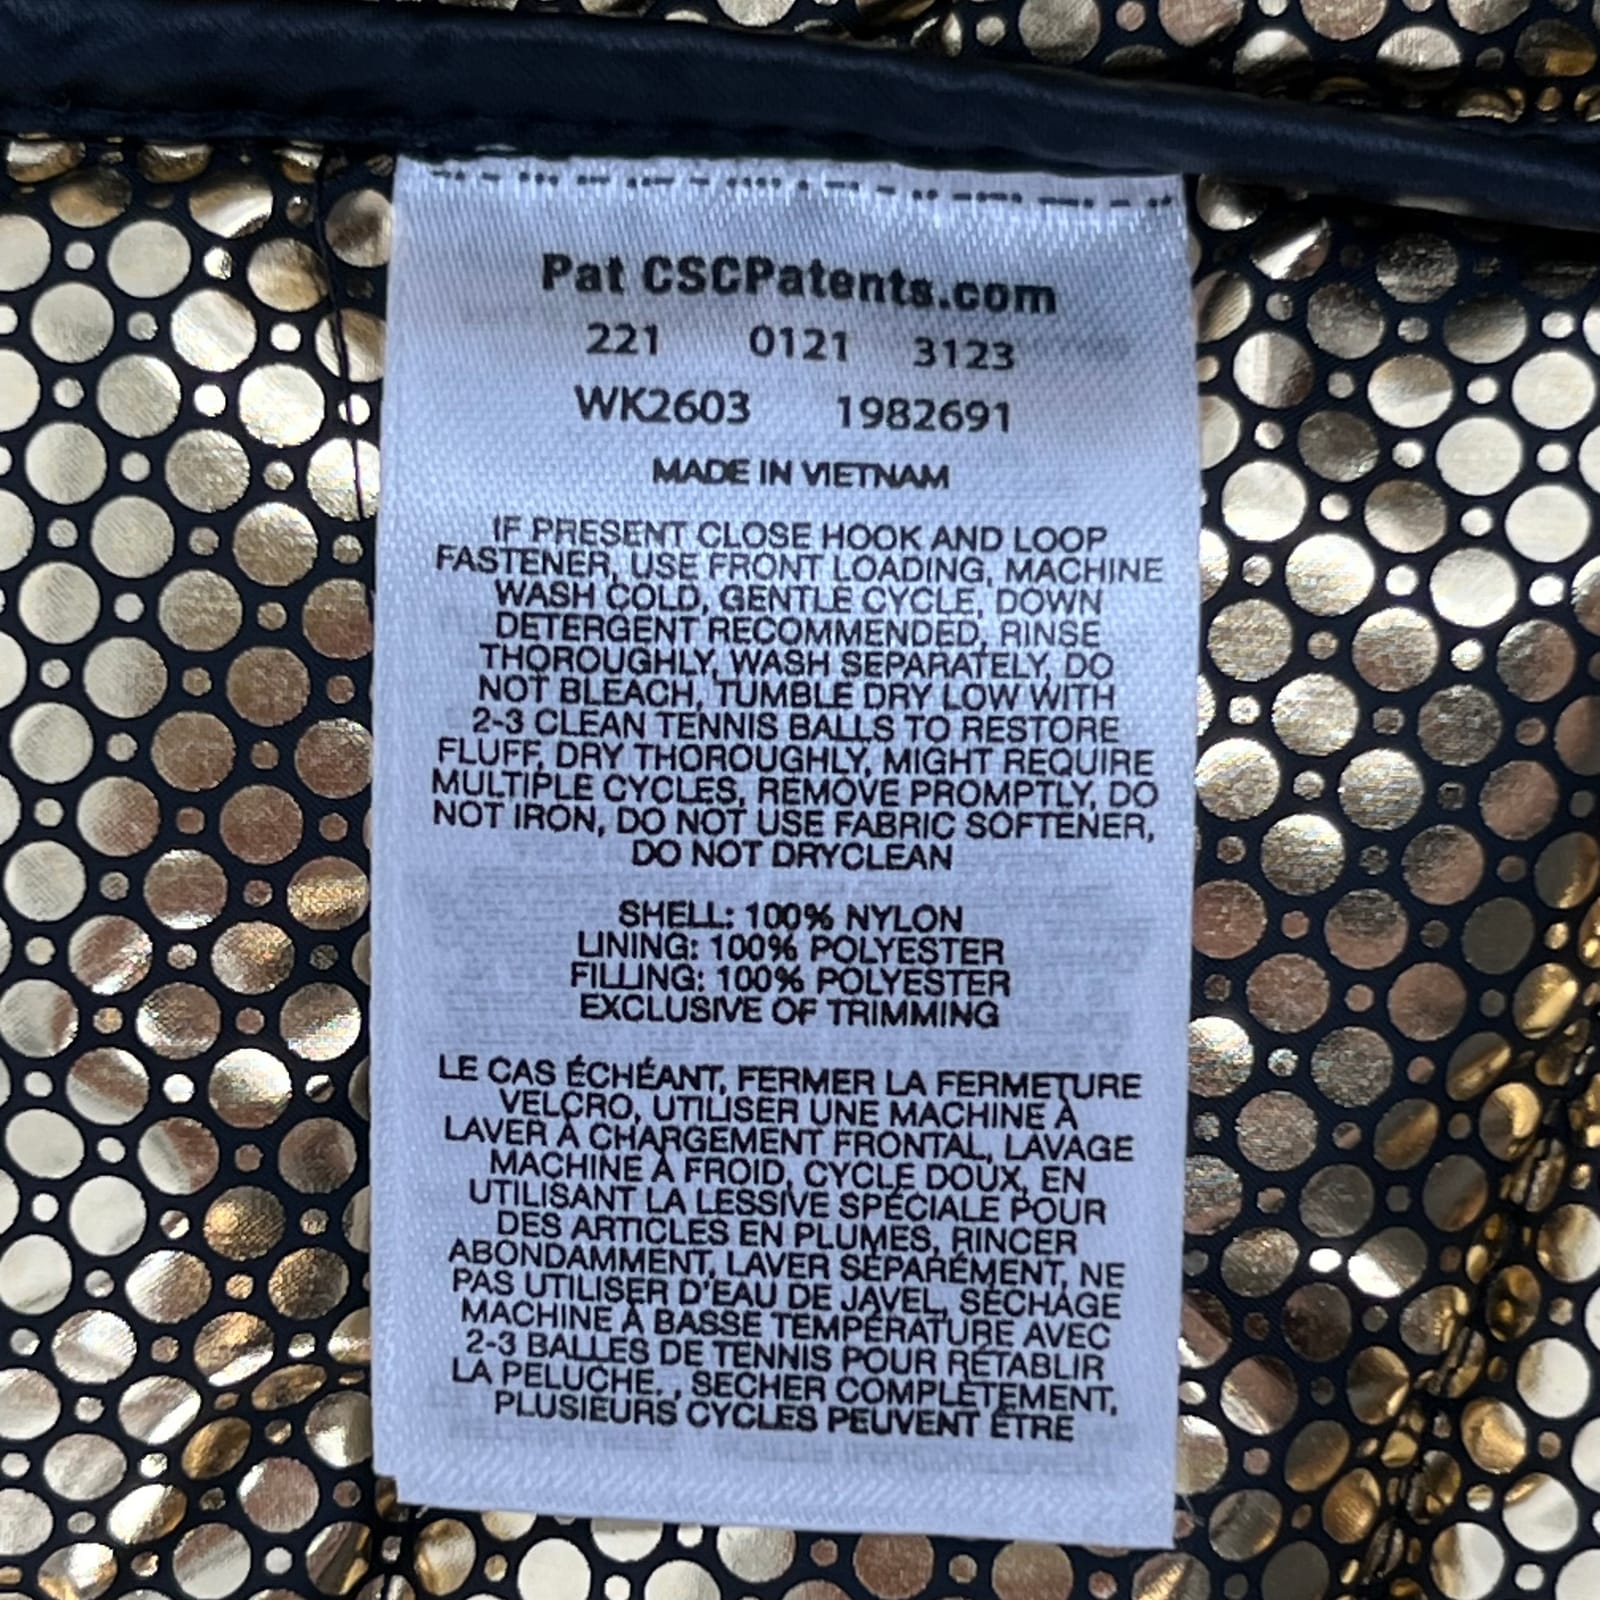 Pat CSCPatents.com
221 0121 3123
WK2603 1982691
MADE IN VIETNAM
IF PRESENT CLOSE HOOK AND LOOP
FASTENER, USE FRONT LOADING, MACHINE
WASH COLD, GENTLE CYCLE, DOWN
DETERGENT RECOMMENDED, RINSE
THOROUGHLY, WASH SEPARATELY, DO
NOT BLEACH, TUMBLE DRY LOW WITH
2-3 CLEAN TENNIS BALLS TO RESTORE
FLUFF, DRY THOROUGHLY, MIGHT REQUIRE
MULTIPLE CYCLES, REMOVE PROMPTLY, DO
NOT IRON, DO NOT USE FABRIC SOFTENER,
DO NOT DRYCLEAN
SHELL: 100% NYLON
LINING: 100% POLYESTER
FILLING: 100% POLYESTER
EXCLUSIVE OF TRIMMING
LE CAS ÉCHÉANT, FERMER LA FERMETURE
VELCRO, UTILISER UNE MACHINE À
LAVER À CHARGEMENT FRONTAL, LAVAGE
MACHINE À FROID, CYCLE DOUX, EN
UTILISANT LA LESSIVE SPÉCIALE POUR
DES ARTICLES EN PLUMES, RINCER
ABONDAMMENT, LAVER SÉPARÉMENT, NE
PAS UTILISER D'EAU DE JAVEL, SÉCHAGE
MACHINE À BASSE TEMPÉRATURE AVEC
2-3 BALLES DE TENNIS POUR RÉTABLIR
LA PELUCHE. , SECHER COMPLÈTEMENT,
PLUSIEURS CYCLES PEUVENT ÊTRE